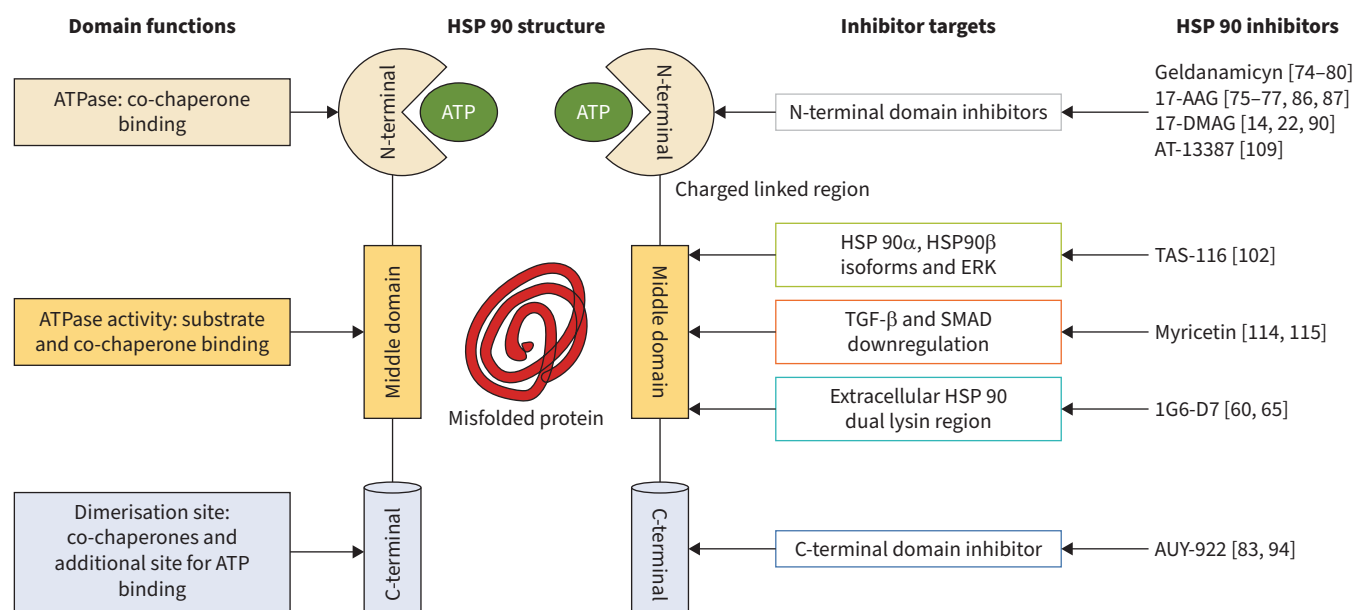 Domain functions
HSP 90 structure
Inhibitor targets
HSP 90 inhibitors
ATPase: co-chaperone
binding
N-terminal
ATP
ATP
N-terminal
N-terminal domain inhibitors
Geldanamicyn [74–80]
17-AAG [75–77, 86, 87]
17-DMAG [14, 22, 90]
AT-13387 [109]
Charged linked region
ATPase activity: substrate
and co-chaperone binding
Middle domain
Misfolded protein
Middle domain
HSP 90α, HSP90β
isoforms and ERK
TAS-116 [102]
TGF-β and SMAD
downregulation
Myricetin [114, 115]
Extracellular HSP 90
dual lysin region
1G6-D7 [60, 65]
Dimerisation site:
co-chaperones and
additional site for ATP
binding
C-terminal
C-terminal
C-terminal domain inhibitor
AUY-922 [83, 94]